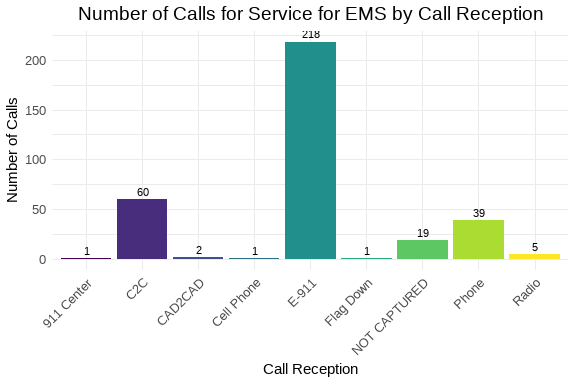 Number of Calls for Service for EMS by Call Reception
Number of Calls
200
150
100
50
0
1
60
2
1
218
1
19
39
5
911 Center
C2C
CAD2CAD
Cell Phone
E-911
Flag Down
NOT CAPTURED
Phone
Radio
Call Reception